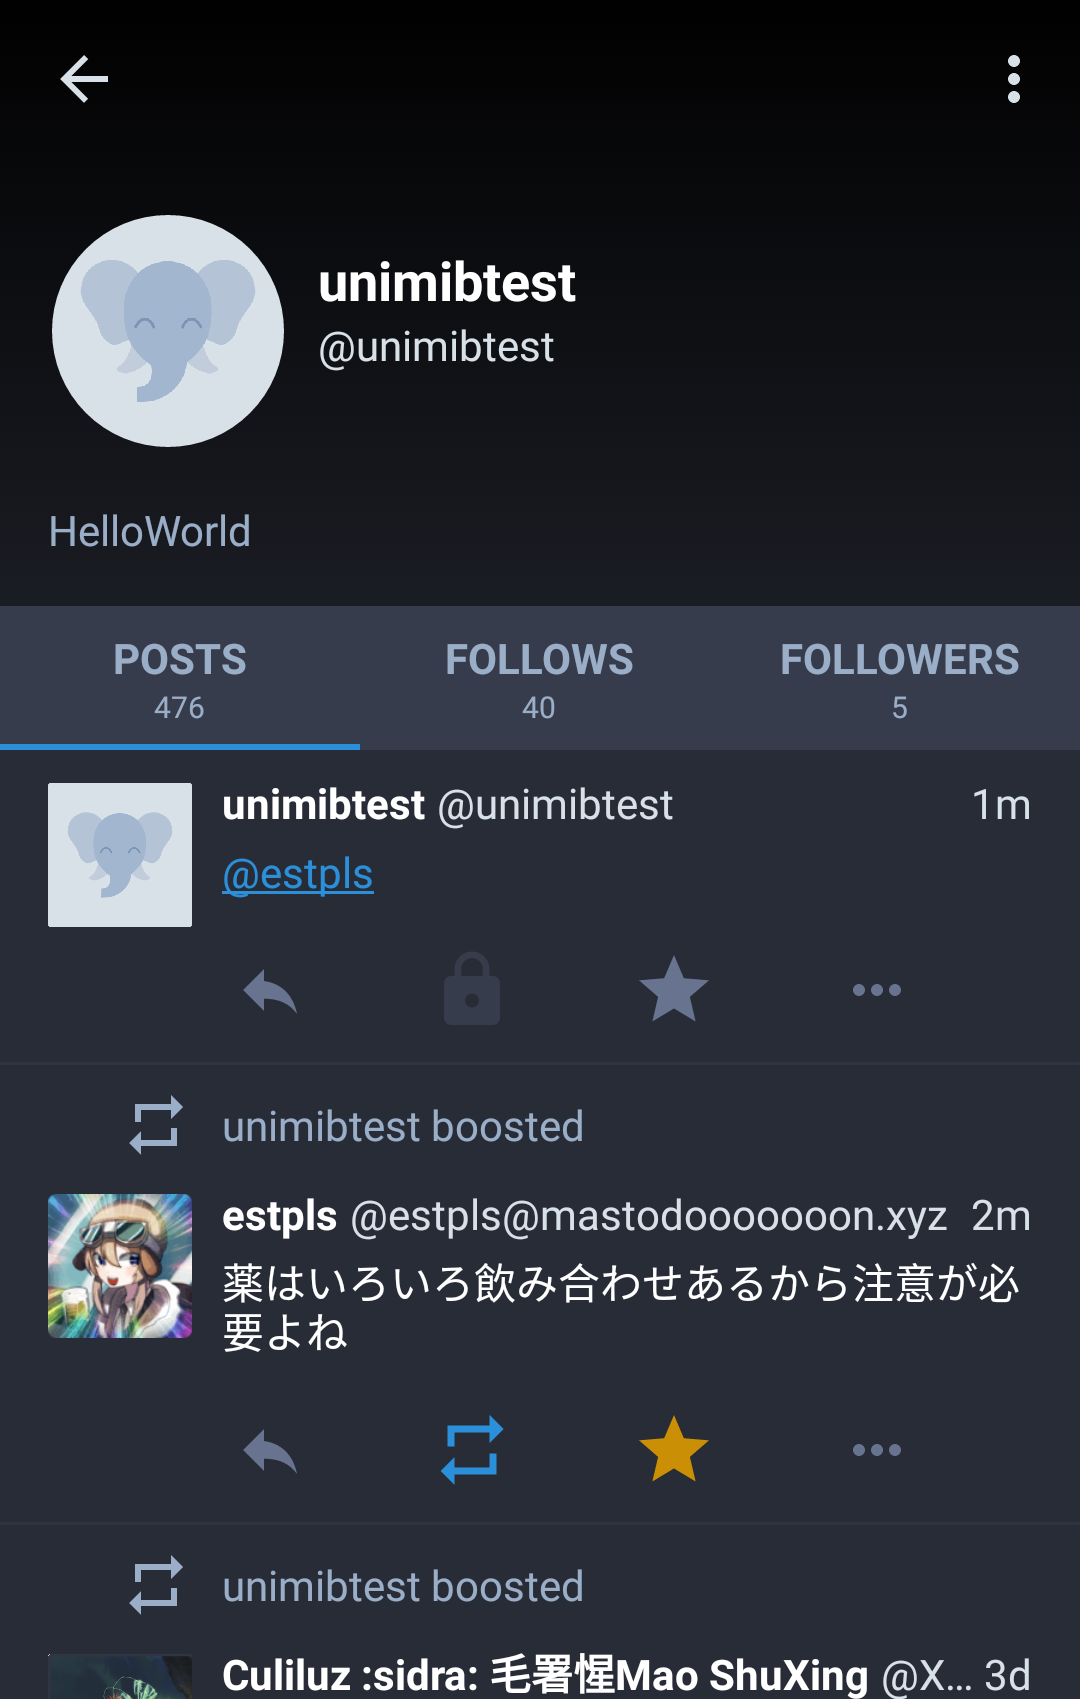 unimibtest
@unimibtest
HelloWorld
POSTS FOLLOWS FOLLOWERS
476 40 5
unimibtest @unimibtest 1m
@estpls
unimibtest boosted
estpls @estpls@mastodooooooon.xyz 2m
薬はいろいろ飲み合わせあるから注意が必
要よね
unimibtest boosted
Culiluz :sidra: 毛署惺Mao ShuXing @X... 3d